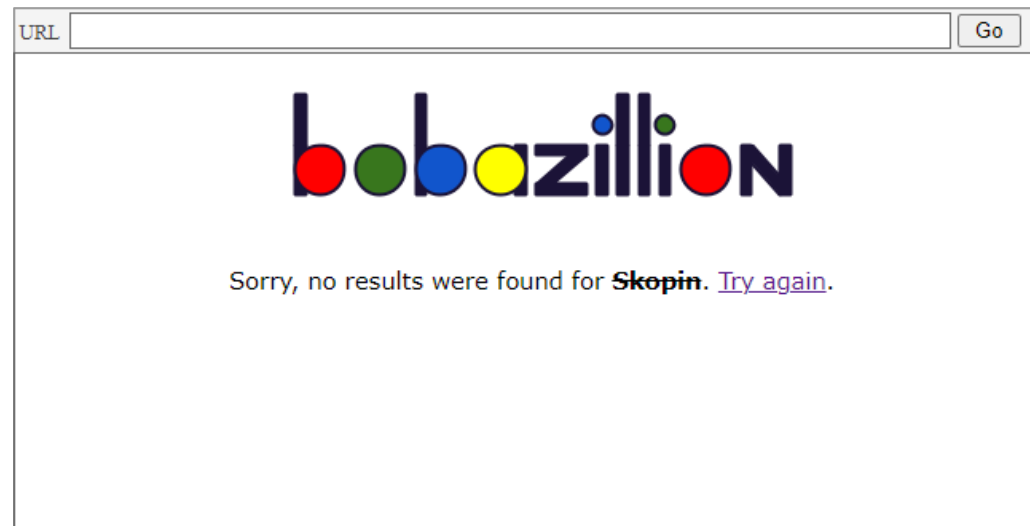 URL Go
bobazillion
Sorry, no results were found for Skopin. Try again.